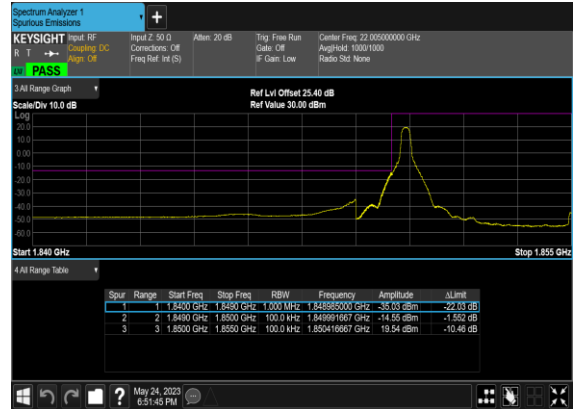 Spectrum Analyzer 1
Spurious Emissions
KEYSIGHT Input: RF Input Z: 50 Ω Atten: 20 dB Trig: Free Run Center Freq: 22.005000000 GHz
R T Coupling: DC Corrections: Off Gate: Off Avg|Hold: 1000/1000
Align: Off Freq Ref: Int (S) IF Gain: Low Radio Std: None
PASS
3 All Range Graph Ref Lvl Offset 25.40 dB
Scale/Div 10.0 dB Ref Value 30.00 dBm
Log
20.0
10.0
0.00
-10.0
-20.0
-30.0
-40.0
-50.0
-60.0
Start 1.840 GHz Stop 1.855 GHz
4 All Range Table
Spur Range Start Freq Stop Freq RBW Frequency Amplitude ΔLimit
1 1 1.8400 GHz 1.8490 GHz 1.000 MHz 1.848985000 GHz -35.03 dBm -22.03 dB
2 2 1.8490 GHz 1.8500 GHz 100.0 kHz 1.849991667 GHz -14.55 dBm -1.552 dB
3 3 1.8500 GHz 1.8550 GHz 100.0 kHz 1.850416667 GHz 19.54 dBm -10.46 dB
? May 24, 2023
6:51:45 PM